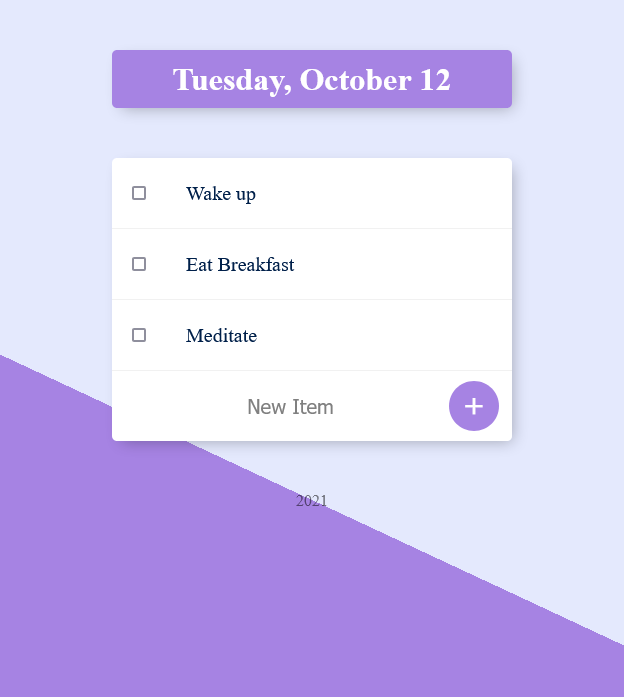 Tuesday, October 12
Wake up
Eat Breakfast
Meditate
New Item
+
2021